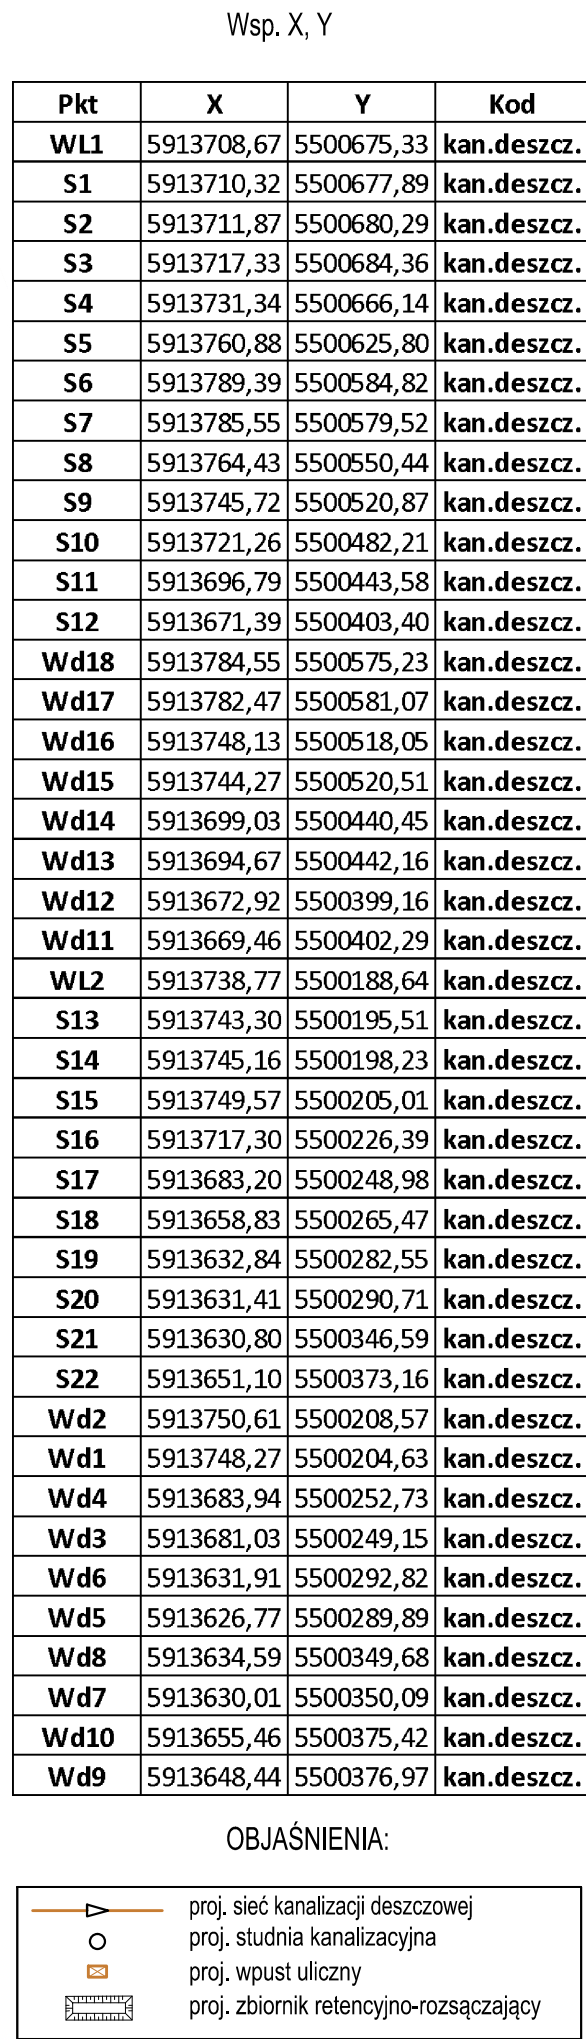 Wsp. X, Y
Pkt X Y Kod
WL1 5913708,67 5500675,33 kan.deszcz.
S1 5913710,32 5500677,89 kan.deszcz.
S2 5913711,87 5500680,29 kan.deszcz.
S3 5913717,33 5500684,36 kan.deszcz.
S4 5913731,34 5500666,14 kan.deszcz.
S5 5913760,88 5500625,80 kan.deszcz.
S6 5913789,39 5500584,82 kan.deszcz.
S7 5913785,55 5500579,52 kan.deszcz.
S8 5913764,43 5500550,44 kan.deszcz.
S9 5913745,72 5500520,87 kan.deszcz.
S10 5913721,26 5500482,21 kan.deszcz.
S11 5913696,79 5500443,58 kan.deszcz.
S12 5913671,39 5500403,40 kan.deszcz.
Wd18 5913784,55 5500575,23 kan.deszcz.
Wd17 5913782,47 5500581,07 kan.deszcz.
Wd16 5913748,13 5500518,05 kan.deszcz.
Wd15 5913744,27 5500520,51 kan.deszcz.
Wd14 5913699,03 5500440,45 kan.deszcz.
Wd13 5913694,67 5500442,16 kan.deszcz.
Wd12 5913672,92 5500399,16 kan.deszcz.
Wd11 5913669,46 5500402,29 kan.deszcz.
WL2 5913738,77 5500188,64 kan.deszcz.
S13 5913743,30 5500195,51 kan.deszcz.
S14 5913745,16 5500198,23 kan.deszcz.
S15 5913749,57 5500205,01 kan.deszcz.
S16 5913717,30 5500226,39 kan.deszcz.
S17 5913683,20 5500248,98 kan.deszcz.
S18 5913658,83 5500265,47 kan.deszcz.
S19 5913632,84 5500282,55 kan.deszcz.
S20 5913631,41 5500290,71 kan.deszcz.
S21 5913630,80 5500346,59 kan.deszcz.
S22 5913651,10 5500373,16 kan.deszcz.
Wd2 5913750,61 5500208,57 kan.deszcz.
Wd1 5913748,27 5500204,63 kan.deszcz.
Wd4 5913683,94 5500252,73 kan.deszcz.
Wd3 5913681,03 5500249,15 kan.deszcz.
Wd6 5913631,91 5500292,82 kan.deszcz.
Wd5 5913626,77 5500289,89 kan.deszcz.
Wd8 5913634,59 5500349,68 kan.deszcz.
Wd7 5913630,01 5500350,09 kan.deszcz.
Wd10 5913655,46 5500375,42 kan.deszcz.
Wd9 5913648,44 5500376,97 kan.deszcz.
OBJAŚNIENIA:
proj. sieć kanalizacji deszczowej
proj. studnia kanalizacyjna
proj. wpust uliczny
proj. zbiornik retencyjno-rozsączający